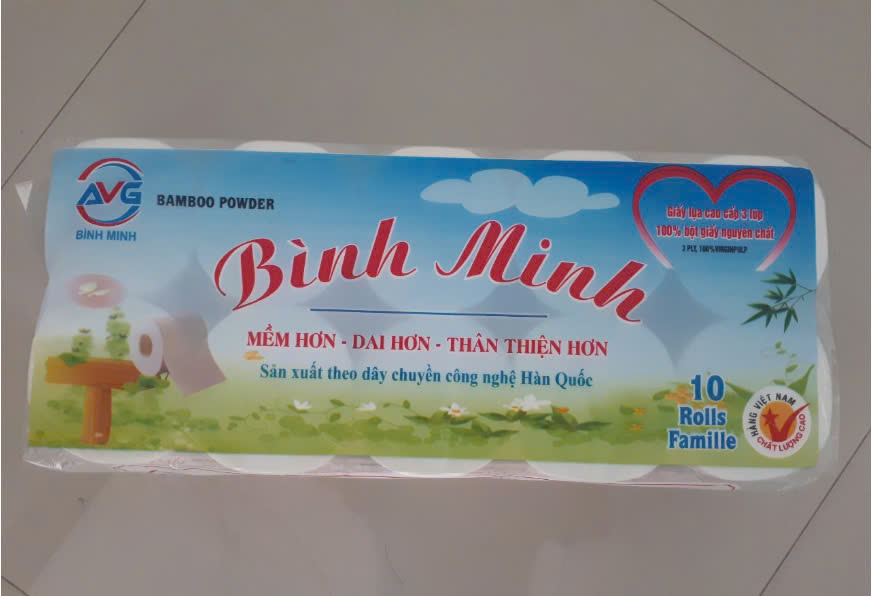 AVG
BÌNH MINH
BAMBOO POWDER
Bình Minh
Giấy lụa cao cấp 3 lớp
100% bột giấy nguyên chất
3 PLY, 100%VIRGINPULP
MỀM HƠN - DAI HƠN - THÂN THIỆN HƠN
Sản xuất theo dây chuyền công nghệ Hàn Quốc
10
Rolls
Famille
HÀNG VIỆT NAM
CHẤT LƯỢNG CAO